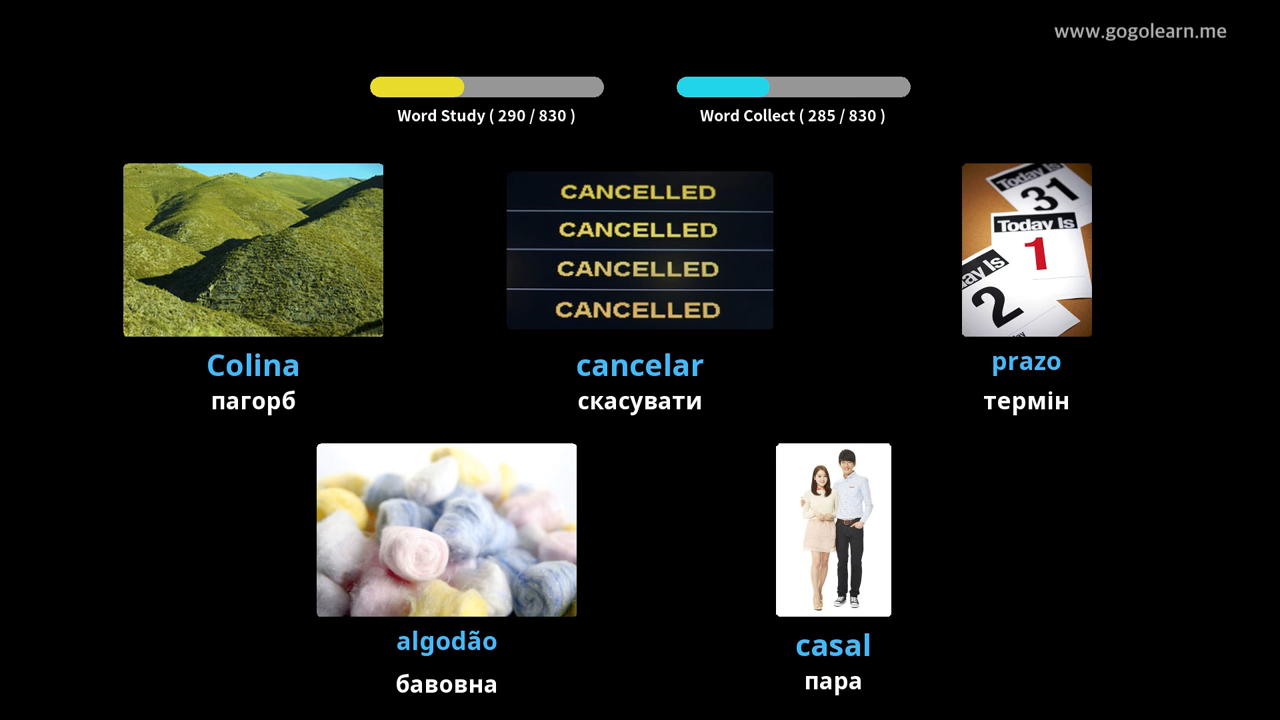 www.gogolearn.me
Word Study ( 290 / 830 )
Word Collect ( 285 / 830 )
CANCELLED
CANCELLED
CANCELLED
CANCELLED
Today Is
31
Today Is
1
ay Is
2
Colina
cancelar
prazo
пагорб
скасувати
термін
algodão
casal
бавовна
пара